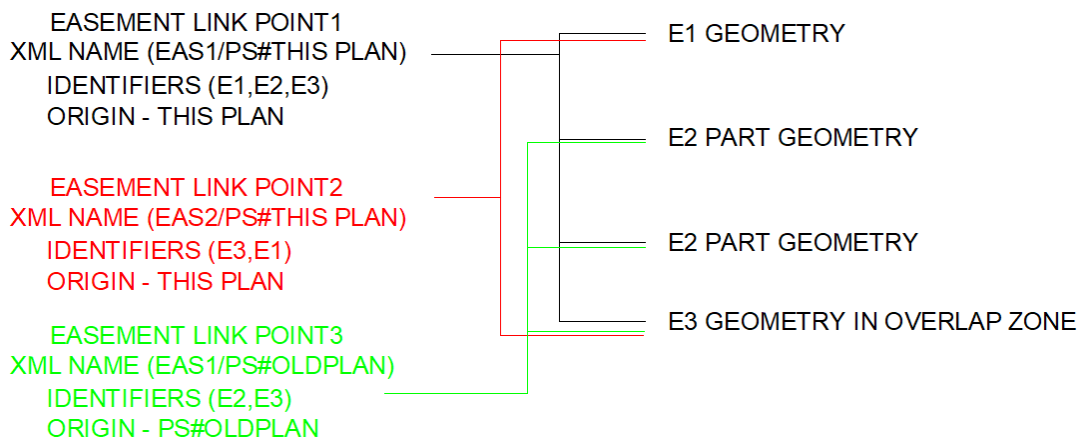 EASEMENT LINK POINT1
XML NAME (EAS1/PS#THIS PLAN)
IDENTIFIERS (E1,E2,E3)
ORIGIN - THIS PLAN
EASEMENT LINK POINT2
XML NAME (EAS2/PS#THIS PLAN)
IDENTIFIERS (E3,E1)
ORIGIN - THIS PLAN
EASEMENT LINK POINT3
XML NAME (EAS1/PS#OLDPLAN)
IDENTIFIERS (E2,E3)
ORIGIN - PS#OLDPLAN
E1 GEOMETRY
E2 PART GEOMETRY
E2 PART GEOMETRY
E3 GEOMETRY IN OVERLAP ZONE